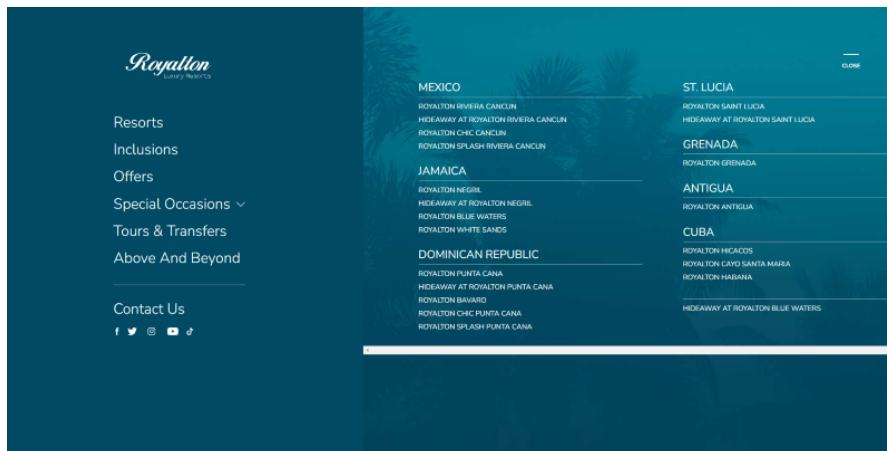 Royalton
Luxury Resorts
Resorts
Inclusions
Offers
Special Occasions
Tours & Transfers
Above And Beyond
Contact Us
CLOSE
MEXICO
ROYALTON RIVIERA CANCUN
HIDEAWAY AT ROYALTON RIVIERA CANCUN
ROYALTON CHIC CANCUN
ROYALTON SPLASH RIVIERA CANCUN
JAMAICA
ROYALTON NEGRIL
HIDEAWAY AT ROYALTON NEGRIL
ROYALTON BLUE WATERS
ROYALTON WHITE SANDS
DOMINICAN REPUBLIC
ROYALTON PUNTA CANA
HIDEAWAY AT ROYALTON PUNTA CANA
ROYALTON BAVARO
ROYALTON CHIC PUNTA CANA
ROYALTON SPLASH PUNTA CANA
ST. LUCIA
ROYALTON SAINT LUCIA
HIDEAWAY AT ROYALTON SAINT LUCIA
GRENADA
ROYALTON GRENADA
ANTIGUA
ROYALTON ANTIGUA
CUBA
ROYALTON HICACOS
ROYALTON CAYO SANTA MARIA
ROYALTON HABANA
HIDEAWAY AT ROYALTON BLUE WATERS